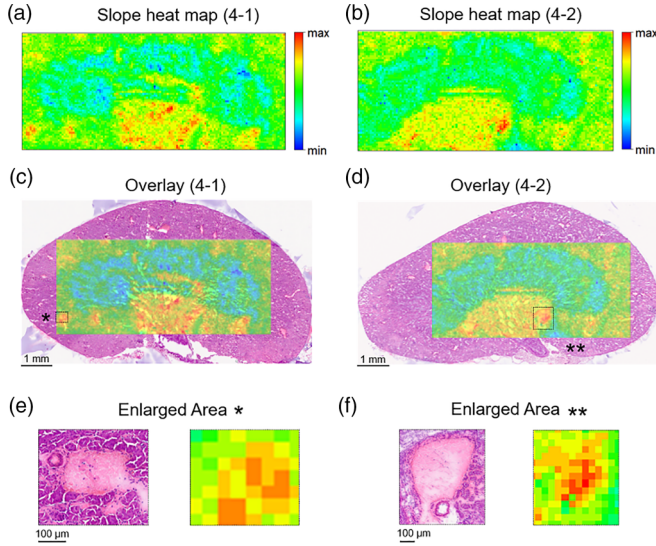 (a) Slope heat map (4-1)
max
min
(b) Slope heat map (4-2)
max
min
(c) Overlay (4-1)
*
1 mm
(d) Overlay (4-2)
**
1 mm
(e) Enlarged Area *
100 μm
(f) Enlarged Area **
100 μm